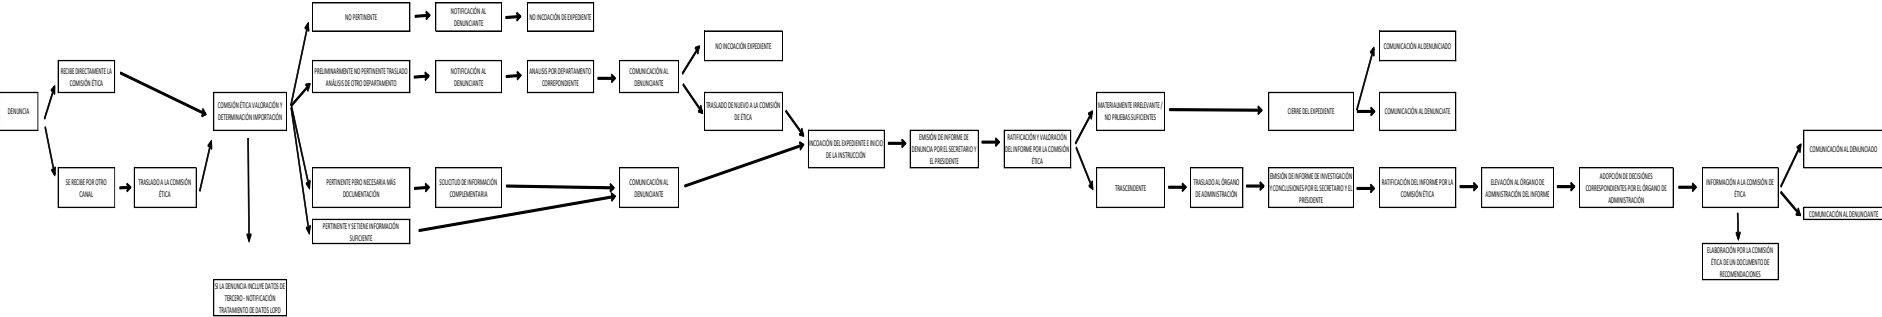 DENUNCIA
RECIBE DIRECTAMENTE LA
COMISIÓN ÉTICA
SE RECIBE POR OTRO
CANAL
TRASLADO A LA COMISIÓN
ÉTICA
COMISIÓN ÉTICA VALORACIÓN Y
DETERMINACIÓN IMPORTACIÓN
SI LA DENUNCIA INCLUYE DATOS DE
TERCERO - NOTIFICACIÓN
TRATAMIENTO DE DATOS LOPD
NO PERTINENTE
NOTIFICACIÓN AL
DENUNCIANTE
NO INCOACIÓN DE EXPEDIENTE
PRELIMINARMENTE NO PERTINENTE TRASLADO
ANÁLISIS DE OTRO DEPARTAMENTO
NOTIFICACIÓN AL
DENUNCIANTE
ANALISIS POR DEPARTAMENTO
CORREPONDIENTE
COMUNICACIÓN AL
DENUNCIANTE
NO INCOACIÓN EXPEDIENTE
TRASLADO DE NUEVO A LA COMISIÓN
DE ÉTICA
PERTINENTE PERO NECESARIA MÁS
DOCUMENTACIÓN
SOLICITUD DE INFORMACIÓN
COMPLEMENTARIA
COMUNICACIÓN AL
DENUNCIANTE
PERTINENTE Y SE TIENE INFORMACIÓN
SUFICIENTE
INCOACIÓN DEL EXPEDIENTE E INICIO
DE LA INSTRUCCIÓN
EMISIÓN DE INFORME DE
DENUNCIA POR EL SECRETARIO Y
EL PRESIDENTE
RATIFICACIÓN Y VALORACIÓN
DEL INFORME POR LA COMISIÓN
ÉTICA
MATERIALMENTE IRRELEVANTE /
NO PRUEBAS SUFICIENTES
CIERRE DEL EXPEDIENTE
COMUNICACIÓN AL DENUNCIADO
COMUNICACIÓN AL DENUNCIATE
TRASCENDENTE
TRASLADO AL ÓRGANO
DE ADMINISTRACIÓN
EMISIÓN DE INFORME DE INVESTIGACIÓN
Y CONCLUSIONES POR EL SECRETARIO Y EL
PRESIDENTE
RATIFICACIÓN DEL INFORME POR LA
COMISIÓN ÉTICA
ELEVACIÓN AL ÓRGANO DE
ADMINISTRACIÓN DEL INFORME
ADOPCIÓN DE DECISIÓNES
CORRESPONDIENTES POR EL ÓRGANO DE
ADMINISTRACIÓN
INFORMACIÓN A LA COMISIÓN DE
ÉTICA
COMUNICACIÓN AL DENUNCIADO
COMUNICACIÓN AL DENUNCIANTE
ELABORACIÓN POR LA COMISIÓN
ÉTICA DE UN DOCUMENTO DE
RECOMENDACIONES